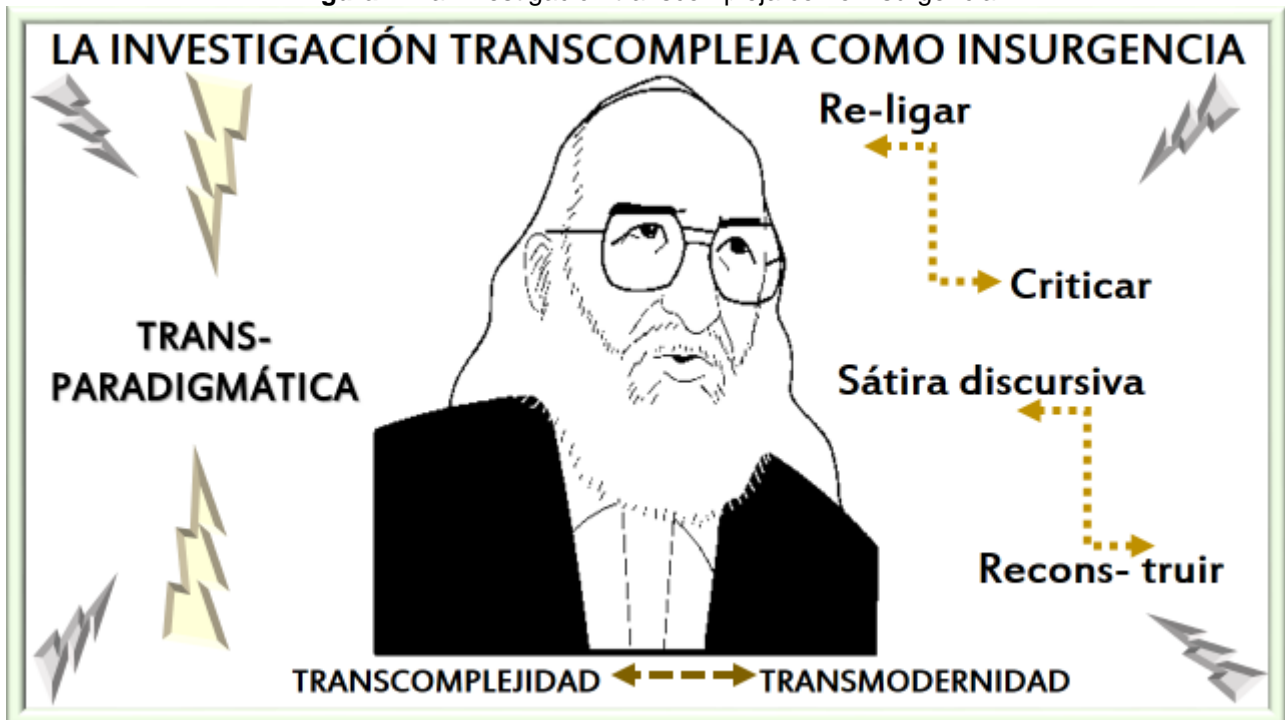 LA INVESTIGACIÓN TRANSCOMPLEJA COMO INSURGENCIA
Re-ligar
Criticar
TRANS-
PARADIGMÁTICA
Sátira discursiva
Recons- truir
TRANSCOMPLEJIDAD TRANSMODERNIDAD